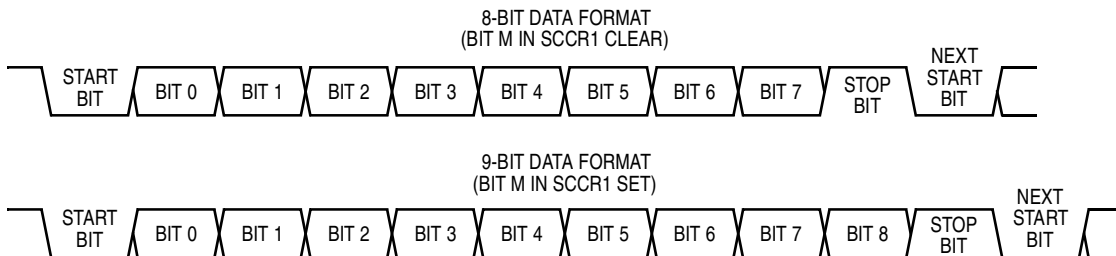 8-BIT DATA FORMAT
(BIT M IN SCCR1 CLEAR)
START BIT
BIT 0
BIT 1
BIT 2
BIT 3
BIT 4
BIT 5
BIT 6
BIT 7
STOP BIT
NEXT START BIT
9-BIT DATA FORMAT
(BIT M IN SCCR1 SET)
START BIT
BIT 0
BIT 1
BIT 2
BIT 3
BIT 4
BIT 5
BIT 6
BIT 7
BIT 8
STOP BIT
NEXT START BIT